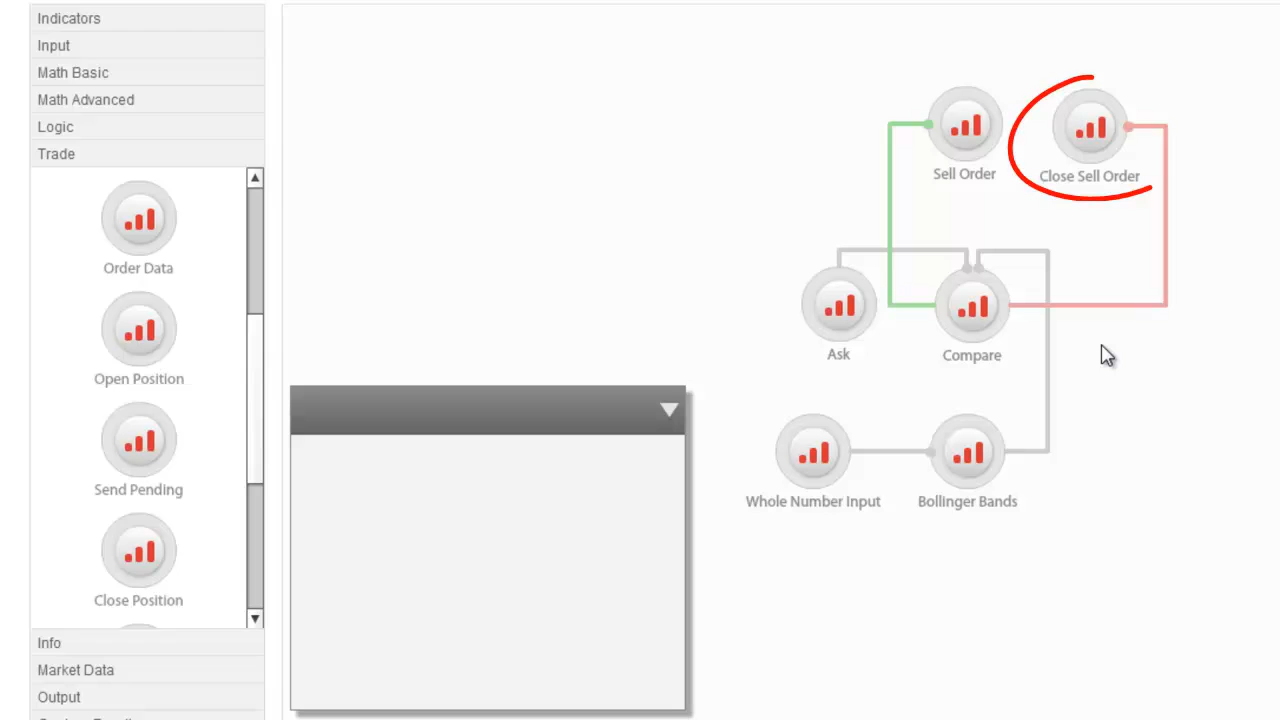 Indicators
Input
Math Basic
Math Advanced
Logic
Trade
Order Data
Open Position
Send Pending
Close Position
Info
Market Data
Output
Sell Order
Close Sell Order
Ask
Compare
Whole Number Input
Bollinger Bands